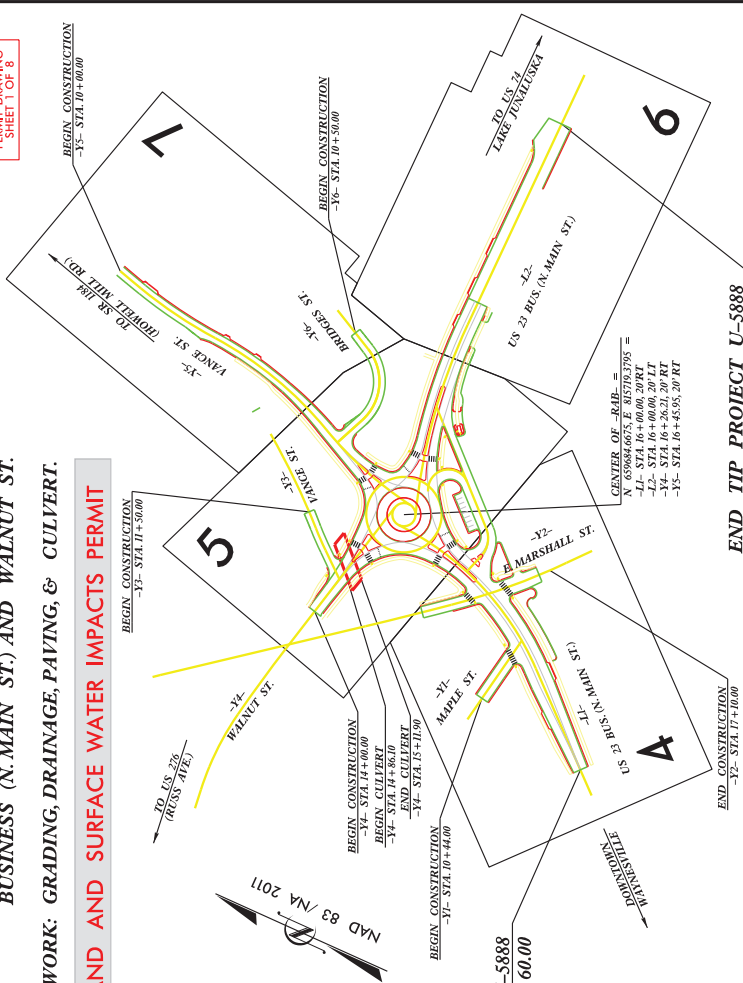 PERMIT DRAWING
SHEET 1 OF 8
BUSINESS (N. MAIN ST.) AND WALNUT ST.
WORK: GRADING, DRAINAGE, PAVING, & CULVERT.
AND SURFACE WATER IMPACTS PERMIT
BEGIN CONSTRUCTION
-Y5- STA. 10+00.00
BEGIN CONSTRUCTION
-Y6- STA. 10+50.00
BEGIN CONSTRUCTION
-Y3- STA. 11+50.00
7
TO SR 1184
(HOWELL MILL RD.)
-Y5-
VANCE ST.
-Y6-
BRIDGES ST.
TO US 74
LAKE JUNALUSKA
6
-L2-
US 23 BUS. (N. MAIN ST.)
5
-Y3-
VANCE ST.
CENTER OF -RAB- =
N 659684.6675, E 815719.3795 =
-L1- STA. 16+00.00, 20' RT
-L2- STA. 16+00.00, 20' LT
-Y4- STA. 16+26.21, 20' RT
-Y5- STA. 16+45.95, 20' RT
END TIP PROJECT U-5888
-Y2-
E. MARSHALL ST.
-Y4-
WALNUT ST.
TO US 276
(RUSS AVE.)
BEGIN CONSTRUCTION
-Y4- STA. 14+00.00
BEGIN CULVERT
-Y4- STA. 14+86.10
END CULVERT
-Y4- STA. 15+11.90
-Y1-
MAPLE ST.
-L1-
US 23 BUS. (N. MAIN ST.)
4
BEGIN CONSTRUCTION
-Y1- STA. 10+44.00
END CONSTRUCTION
-Y2- STA. 17+10.00
DOWNTOWN
WAYNESVILLE
NAD 83 /NA 2011
-5888
60.00